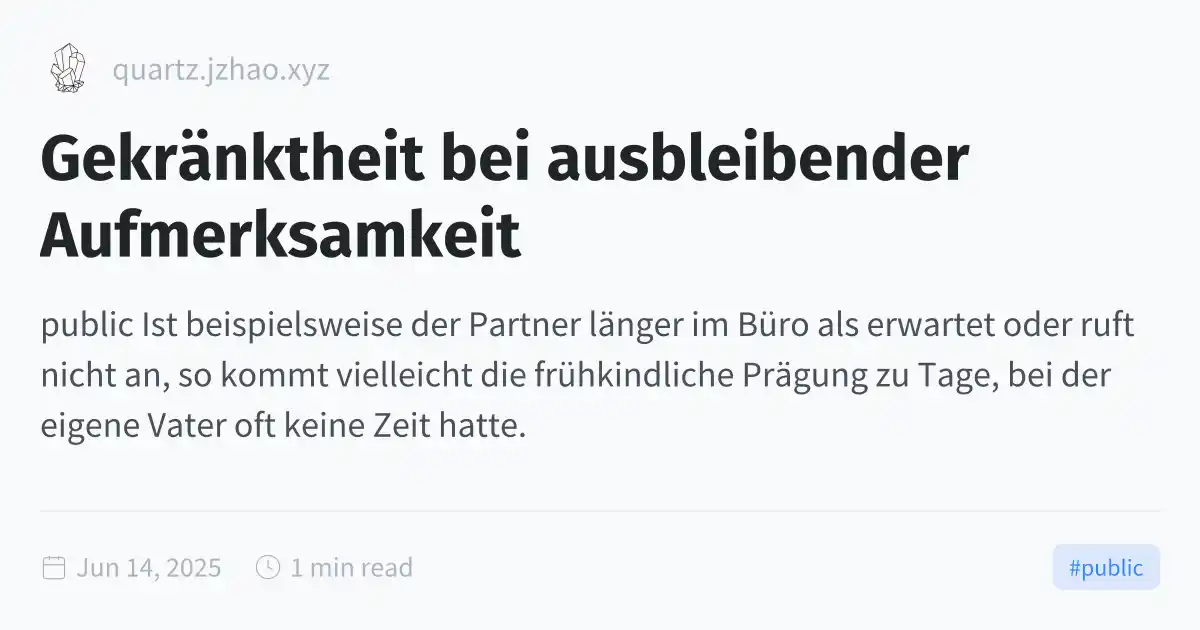 quartz.jzhao.xyz
Gekränktheit bei ausbleibender
Aufmerksamkeit
public Ist beispielsweise der Partner länger im Büro als erwartet oder ruft
nicht an, so kommt vielleicht die frühkindliche Prägung zu Tage, bei der
eigene Vater oft keine Zeit hatte.
Jun 14, 2025 1 min read #public